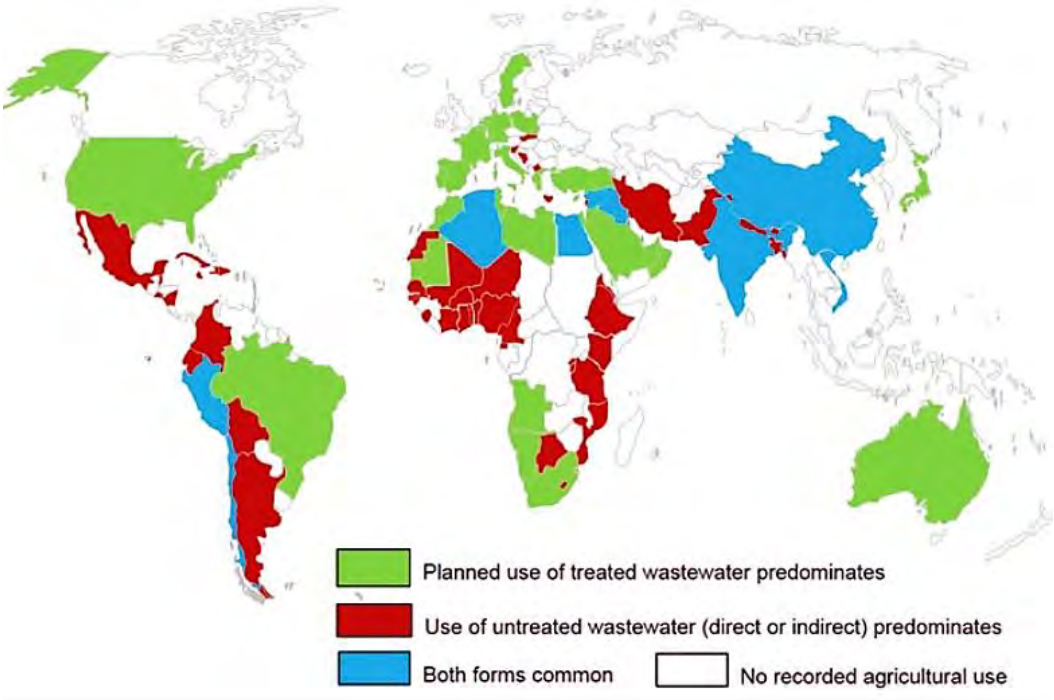 Planned use of treated wastewater predominates
Use of untreated wastewater (direct or indirect) predominates
Both forms common
No recorded agricultural use